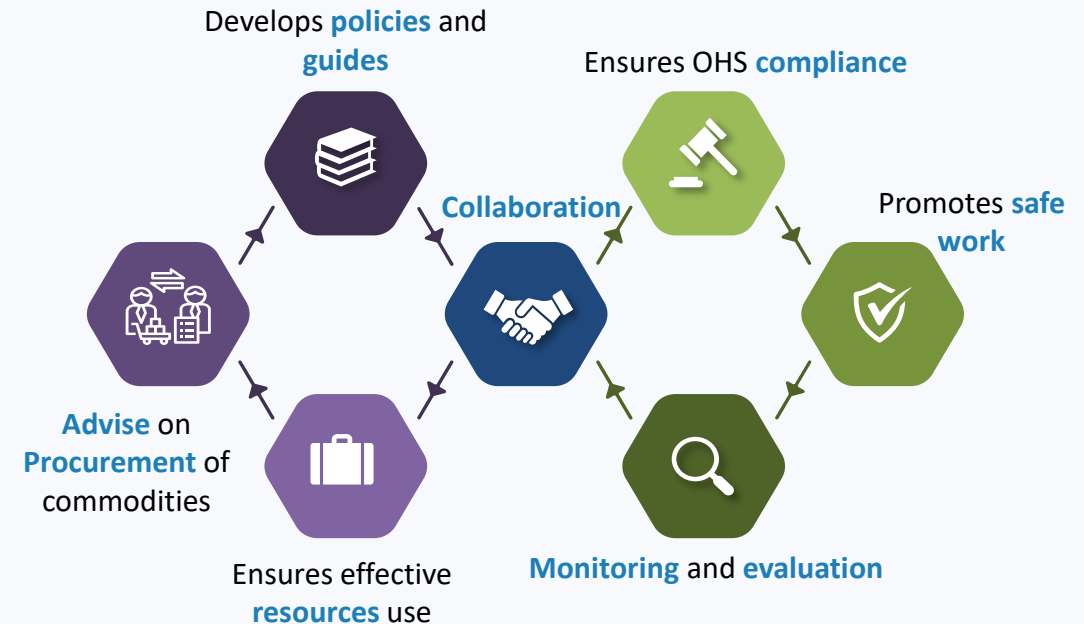 Develops policies and
guides
Ensures OHS compliance
Collaboration
Promotes safe
work
Advise on
Procurement of
commodities
Ensures effective
resources use
Monitoring and evaluation